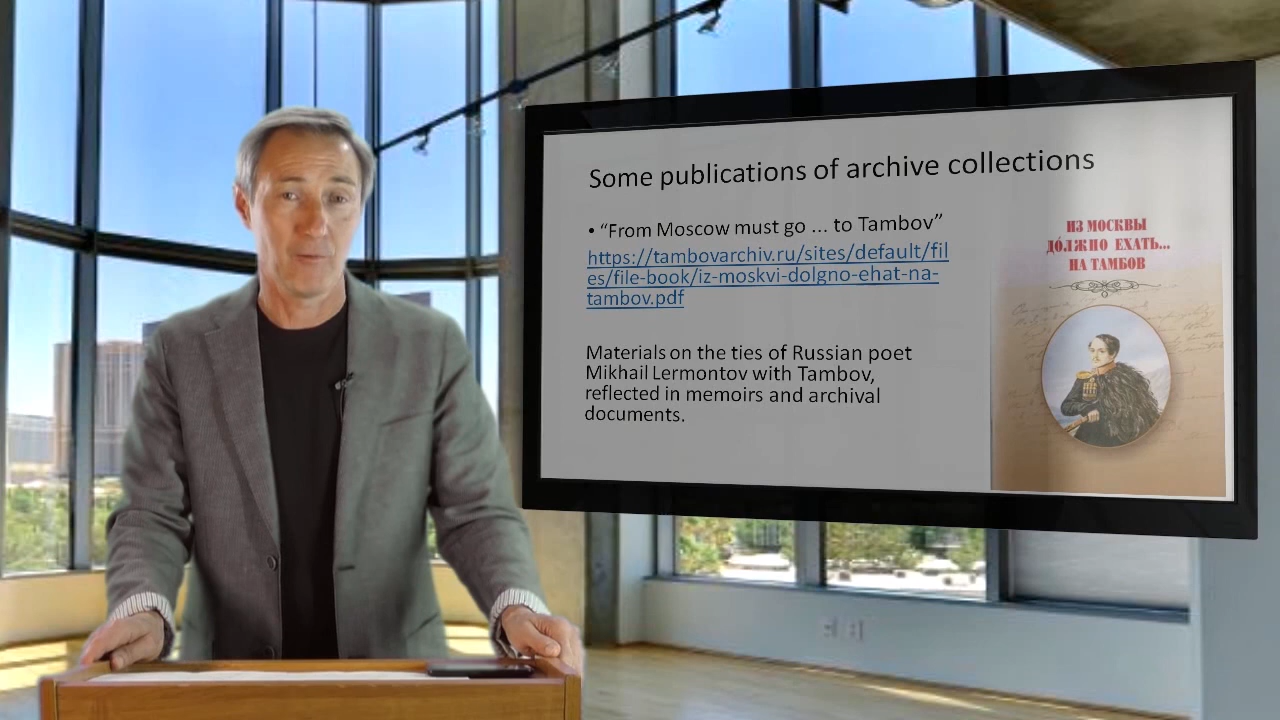 Some publications of archive collections
• “From Moscow must go ... to Tambov”
https://tambovarchiv.ru/sites/default/fil
es/file-book/iz-moskvi-dolgno-ehat-na-
tambov.pdf
Materials on the ties of Russian poet
Mikhail Lermontov with Tambov,
reflected in memoirs and archival
documents.
ИЗ МОСКВЫ
ДО́ЛЖНО ЕХАТЬ...
НА ТАМБОВ